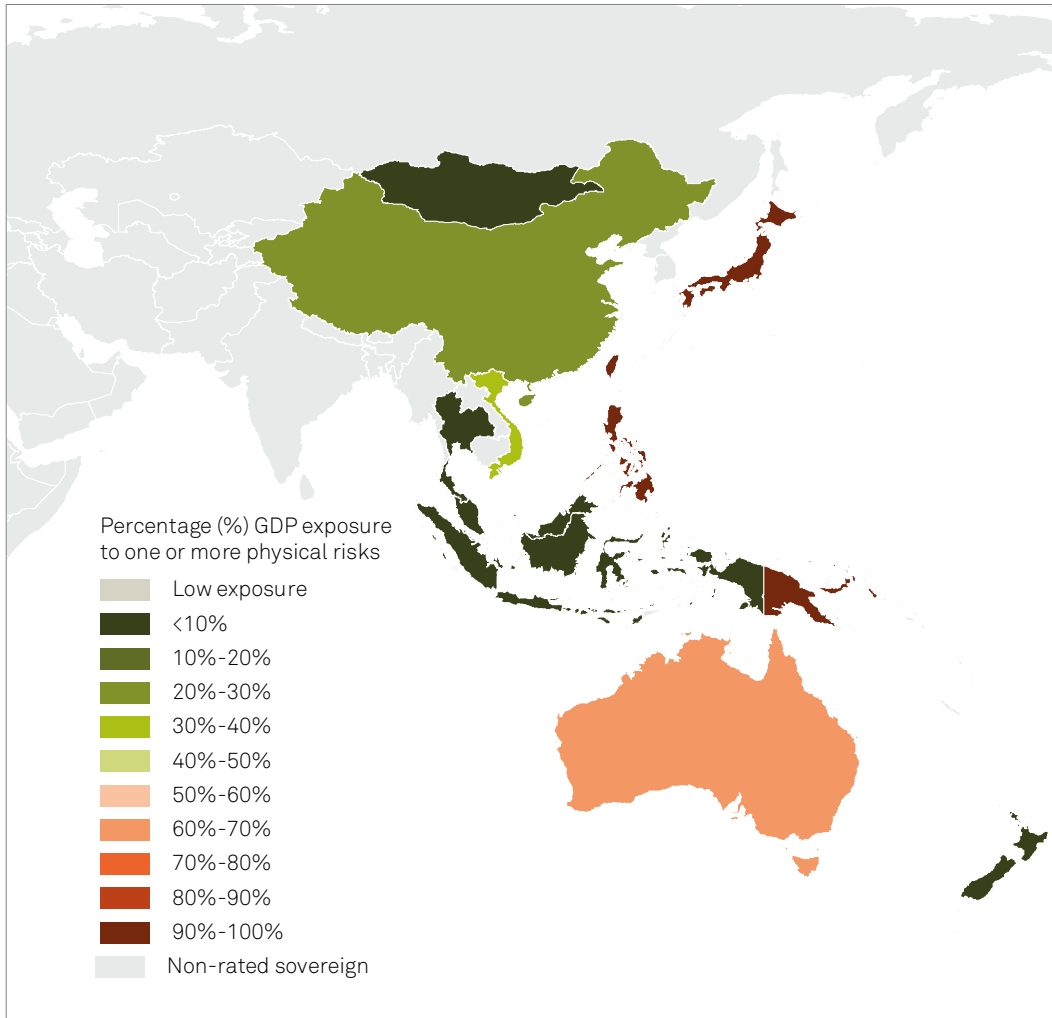 Percentage (%) GDP exposure
to one or more physical risks
Low exposure
<10%
10%-20%
20%-30%
30%-40%
40%-50%
50%-60%
60%-70%
70%-80%
80%-90%
90%-100%
Non-rated sovereign